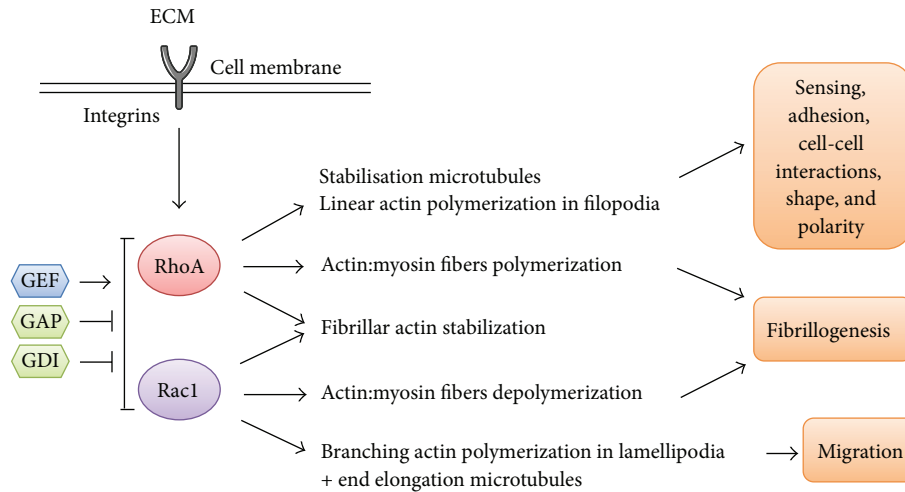 ECM
Cell membrane
Integrins
GEF
GAP
GDI
RhoA
Rac1
Stabilisation microtubules
Linear actin polymerization in filopodia
Actin:myosin fibers polymerization
Fibrillar actin stabilization
Actin:myosin fibers depolymerization
Branching actin polymerization in lamellipodia
+ end elongation microtubules
Sensing,
adhesion,
cell-cell
interactions,
shape, and
polarity
Fibrillogenesis
Migration